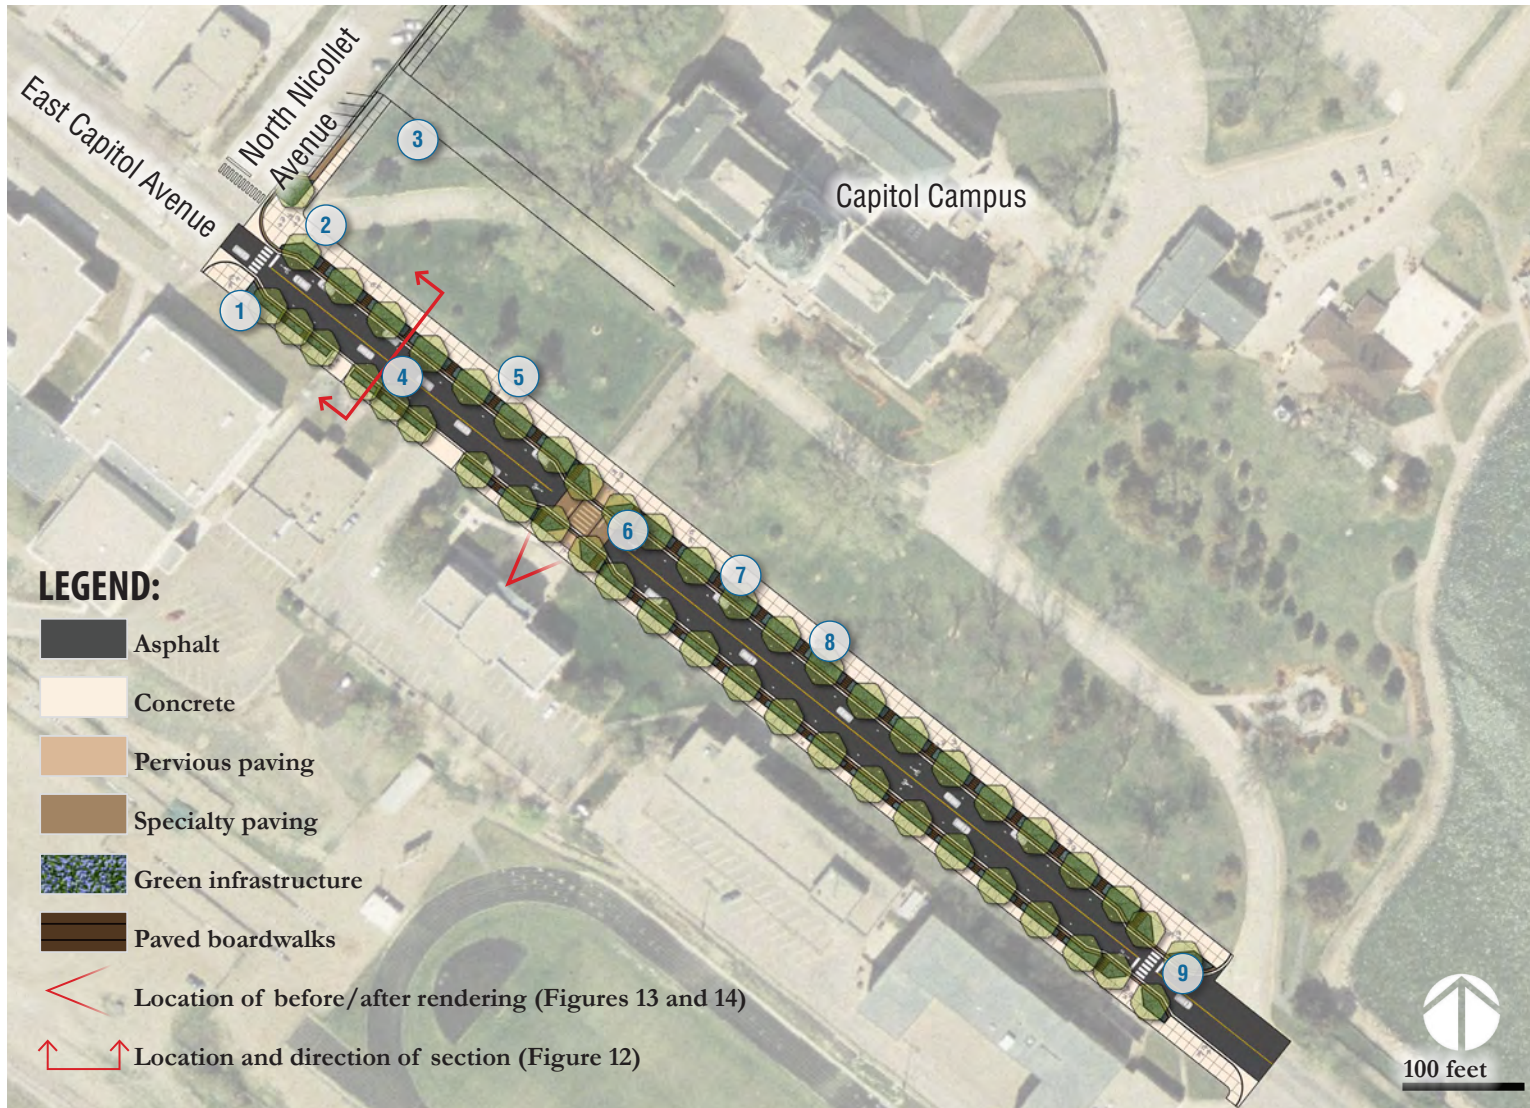 North Nicollet
Avenue
East Capitol Avenue
3
Capitol Campus
2
1
4
5
6
7
8
9
LEGEND:
Asphalt
Concrete
Pervious paving
Specialty paving
Green infrastructure
Paved boardwalks
Location of before/after rendering (Figures 13 and 14)
Location and direction of section (Figure 12)
100 feet